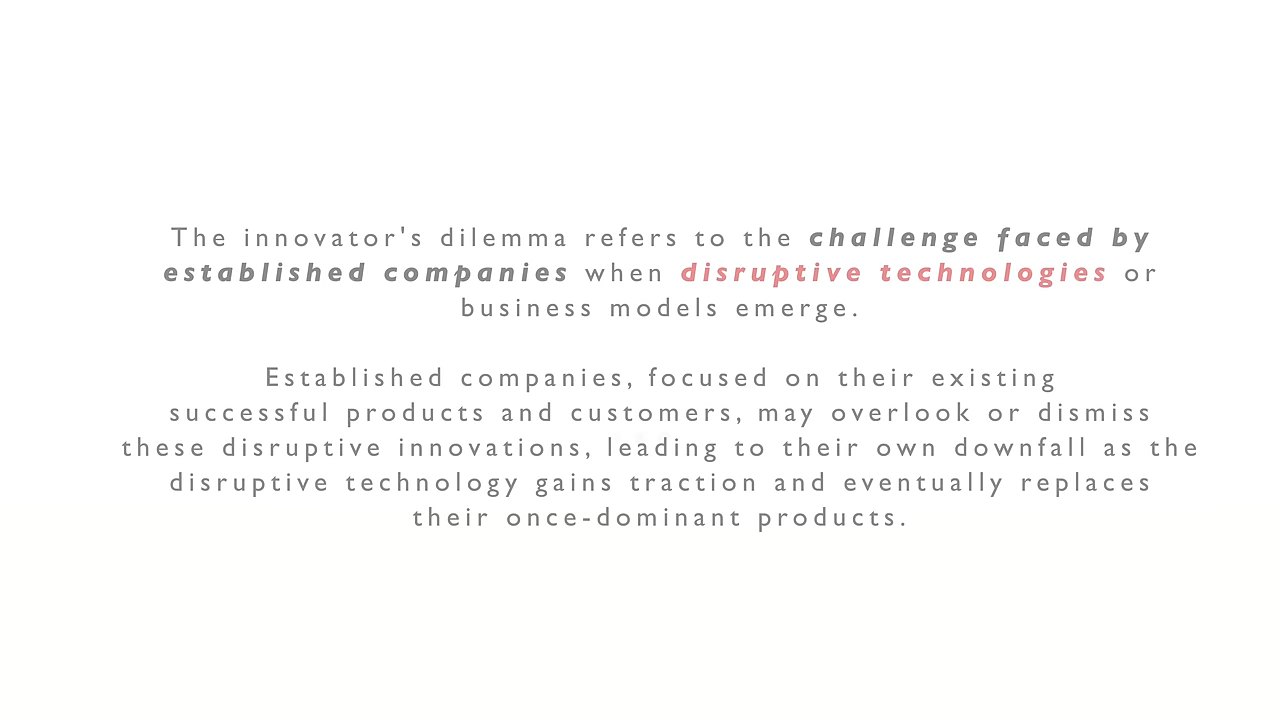 The innovator's dilemma refers to the challenge faced by
established companies when disruptive technologies or
business models emerge.
Established companies, focused on their existing
successful products and customers, may overlook or dismiss
these disruptive innovations, leading to their own downfall as the
disruptive technology gains traction and eventually replaces
their once-dominant products.